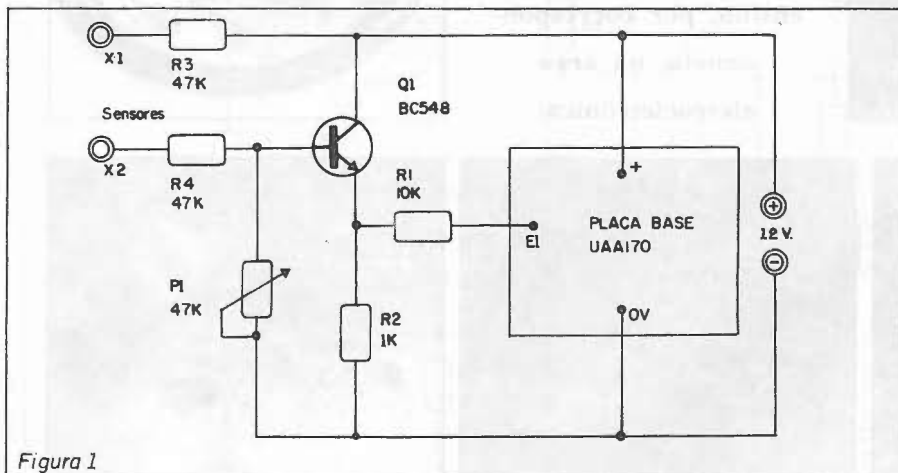 X1
R3
47K
Q1
BC548
Sensores
X2
R4
47K
R1
10K
E1
+
PLACA BASE
UAA170
0V
+
12 V.
−
P1
47K
R2
1K
Figura 1